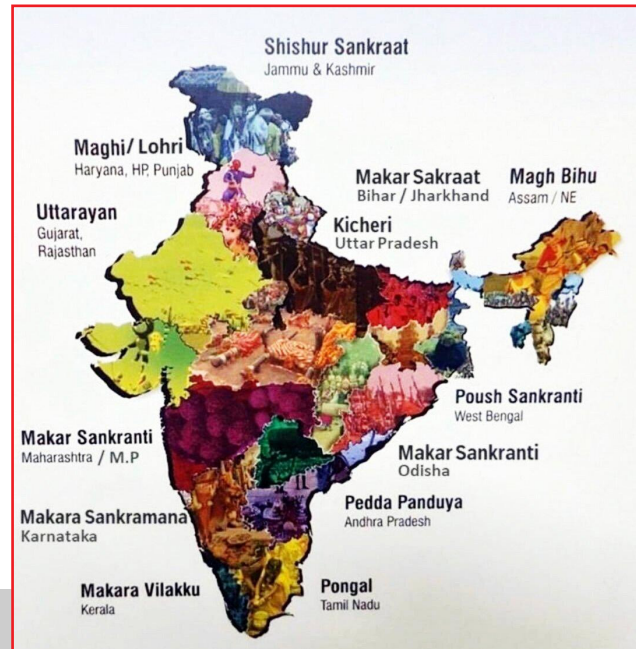 Shishur Sankraat
Jammu & Kashmir
Maghi/Lohri
Haryana, HP, Punjab
Makar Sakraat
Bihar / Jharkhand
Magh Bihu
Assam / NE
Uttarayan
Gujarat,
Rajasthan
Kicheri
Uttar Pradesh
Poush Sankranti
West Bengal
Makar Sankranti
Maharashtra / M.P
Makar Sankranti
Odisha
Makara Sankramana
Karnataka
Pedda Panduya
Andhra Pradesh
Makara Vilakku
Kerala
Pongal
Tamil Nadu